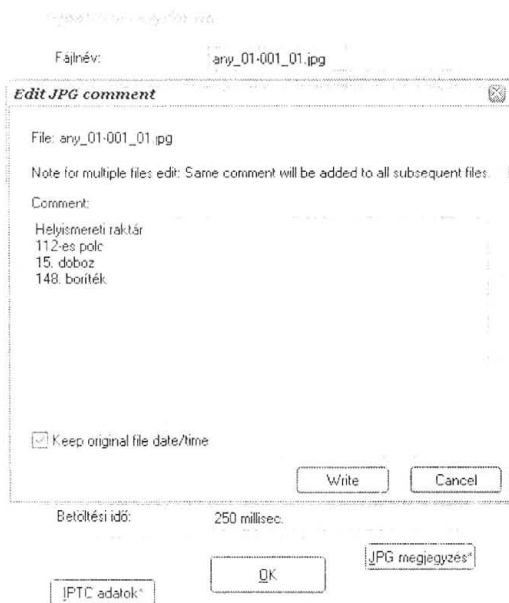 Fájlnév: any_01-001_01.jpg
Edit JPG comment
File: any_01-001_01.jpg
Note for multiple files edit: Same comment will be added to all subsequent files.
Comment:
Helyismereti raktár
112-es polc
15. doboz
148. boríték
Keep original file date/time
Write Cancel
Betöltési idő: 250 millisec.
JPG megjegyzés*
OK
IPTC adatok*